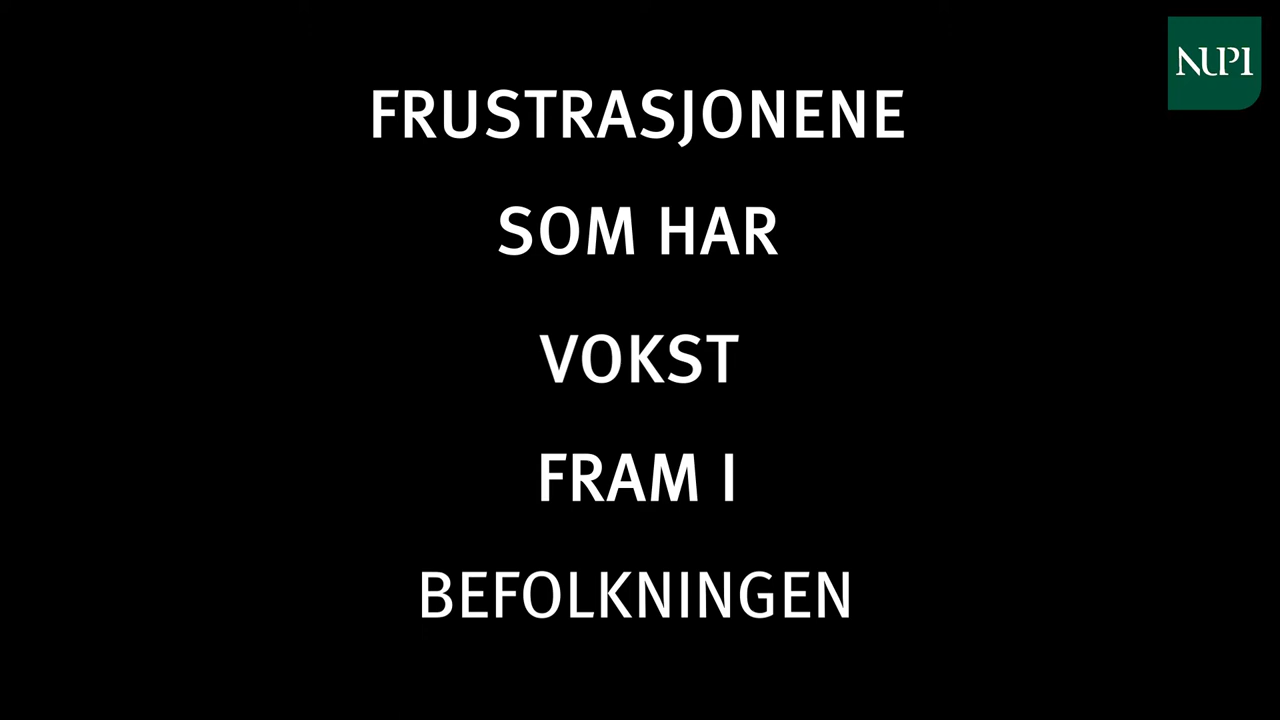 NUPI
FRUSTRASJONENE
SOM HAR
VOKST
FRAM I
BEFOLKNINGEN